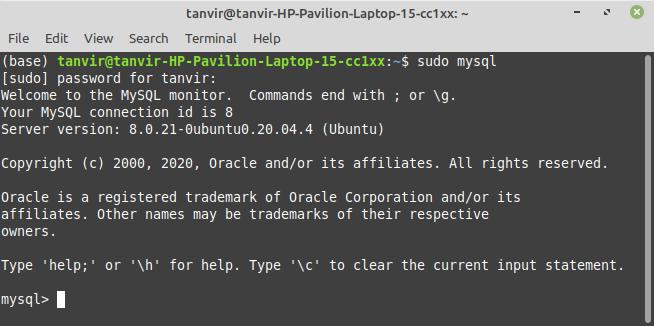 tanvir@tanvir-HP-Pavilion-Laptop-15-cc1xx: ~
File Edit View Search Terminal Help
(base) tanvir@tanvir-HP-Pavilion-Laptop-15-cc1xx:~$ sudo mysql
[sudo] password for tanvir:
Welcome to the MySQL monitor.  Commands end with ; or \g.
Your MySQL connection id is 8
Server version: 8.0.21-0ubuntu0.20.04.4 (Ubuntu)
Copyright (c) 2000, 2020, Oracle and/or its affiliates. All rights reserved.
Oracle is a registered trademark of Oracle Corporation and/or its
affiliates. Other names may be trademarks of their respective
owners.
Type 'help;' or '\h' for help. Type '\c' to clear the current input statement.
mysql>